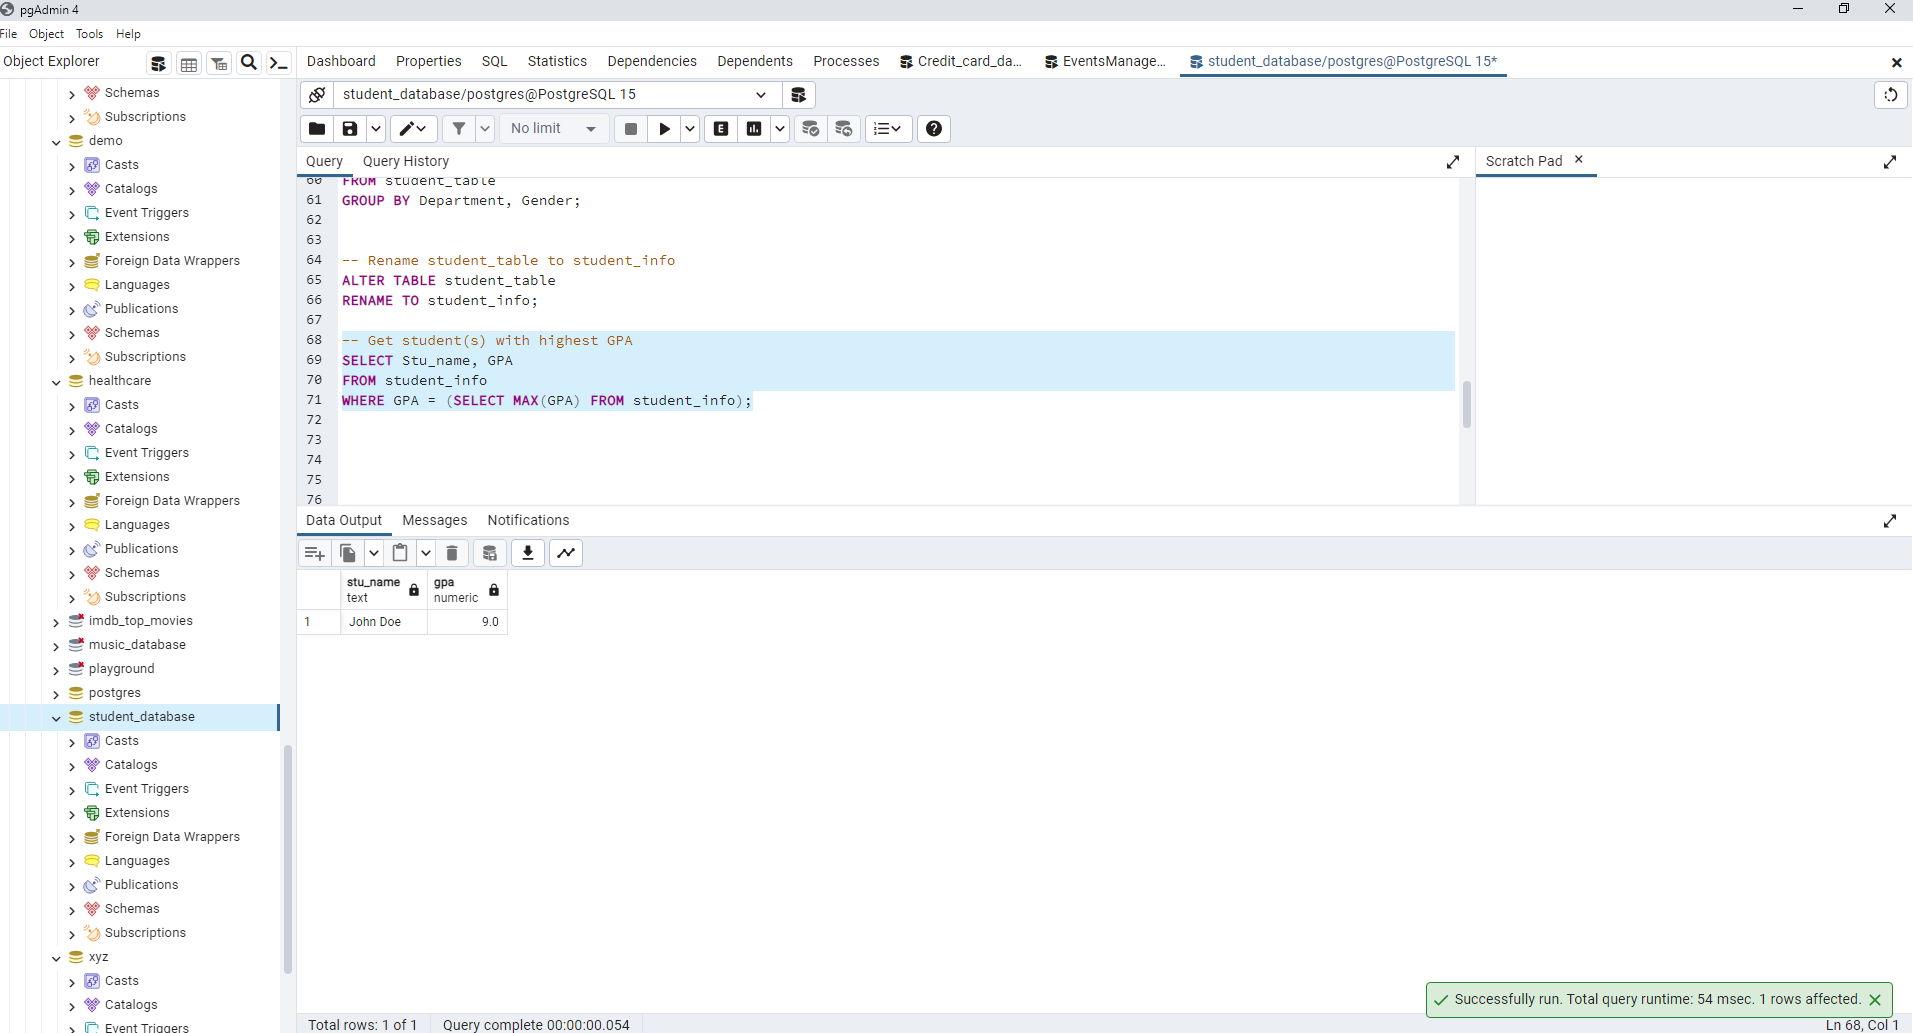 pgAdmin 4
File Object Tools Help
Object Explorer
Dashboard Properties SQL Statistics Dependencies Dependents Processes Credit_card_da... EventsManage... student_database/postgres@PostgreSQL 15*
student_database/postgres@PostgreSQL 15
No limit
E
Query Query History
Scratch Pad
Schemas
Subscriptions
demo
Casts
Catalogs
Event Triggers
Extensions
Foreign Data Wrappers
Languages
Publications
Schemas
Subscriptions
healthcare
Casts
Catalogs
Event Triggers
Extensions
Foreign Data Wrappers
Languages
Publications
Schemas
Subscriptions
imdb_top_movies
music_database
playground
postgres
student_database
Casts
Catalogs
Event Triggers
Extensions
Foreign Data Wrappers
Languages
Publications
Schemas
Subscriptions
xyz
Casts
Catalogs
Event Triggers
60 FROM student_table
61 GROUP BY Department, Gender;
62
63
64 -- Rename student_table to student_info
65 ALTER TABLE student_table
66 RENAME TO student_info;
67
68 -- Get student(s) with highest GPA
69 SELECT Stu_name, GPA
70 FROM student_info
71 WHERE GPA = (SELECT MAX(GPA) FROM student_info);
72
73
74
75
76
Data Output Messages Notifications
stu_name gpa
text numeric
1 John Doe 9.0
Successfully run. Total query runtime: 54 msec. 1 rows affected.
Total rows: 1 of 1 Query complete 00:00:00.054 Ln 68, Col 1